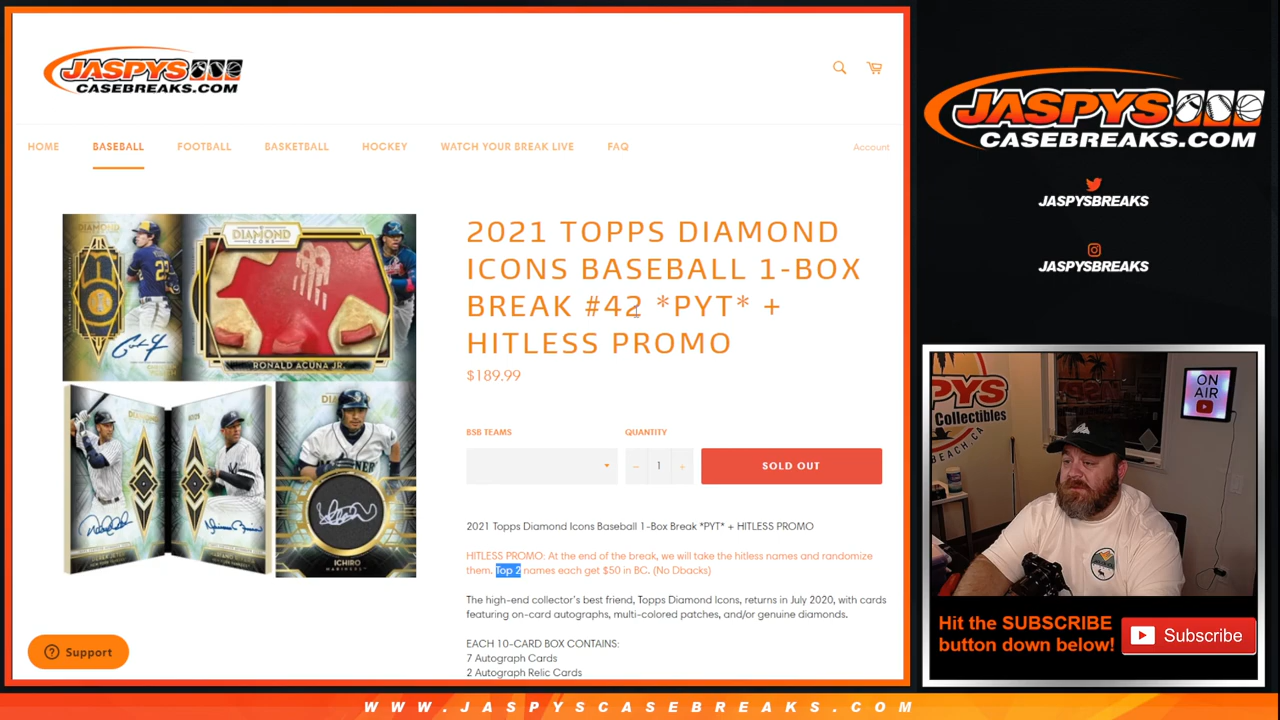 JASPYS
CASEBREAKS.COM
HOME
BASEBALL
FOOTBALL
BASKETBALL
HOCKEY
WATCH YOUR BREAK LIVE
FAQ
Account
DIAMOND ICONS
RONALD ACUNA JR.
ICHIRO
MARINERS
2021 TOPPS DIAMOND
ICONS BASEBALL 1-BOX
BREAK #42 *PYT* +
HITLESS PROMO
$189.99
BSB TEAMS
QUANTITY
− 1 +
SOLD OUT
2021 Topps Diamond Icons Baseball 1-Box Break *PYT* + HITLESS PROMO
HITLESS PROMO: At the end of the break, we will take the hitless names and randomize
them. Top 2 names each get $50 in BC. (No Dbacks)
The high-end collector's best friend, Topps Diamond Icons, returns in July 2020, with cards
featuring on-card autographs, multi-colored patches, and/or genuine diamonds.
EACH 10-CARD BOX CONTAINS:
7 Autograph Cards
2 Autograph Relic Cards
Support
JASPYS
CASEBREAKS.COM
JASPYSBREAKS
JASPYSBREAKS
ON
AIR
Collectibles
Hit the SUBSCRIBE
button down below!
Subscribe
WWW.JASPYSCASEBREAKS.COM